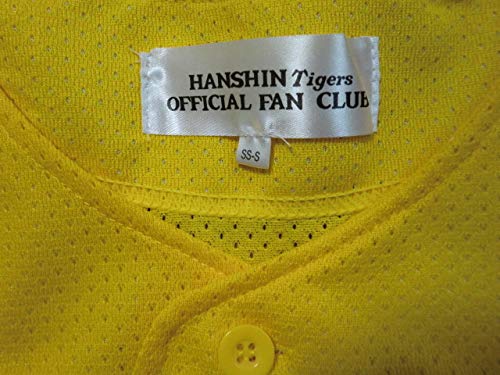 HANSHIN Tigers
OFFICIAL FAN CLUB
SS-S